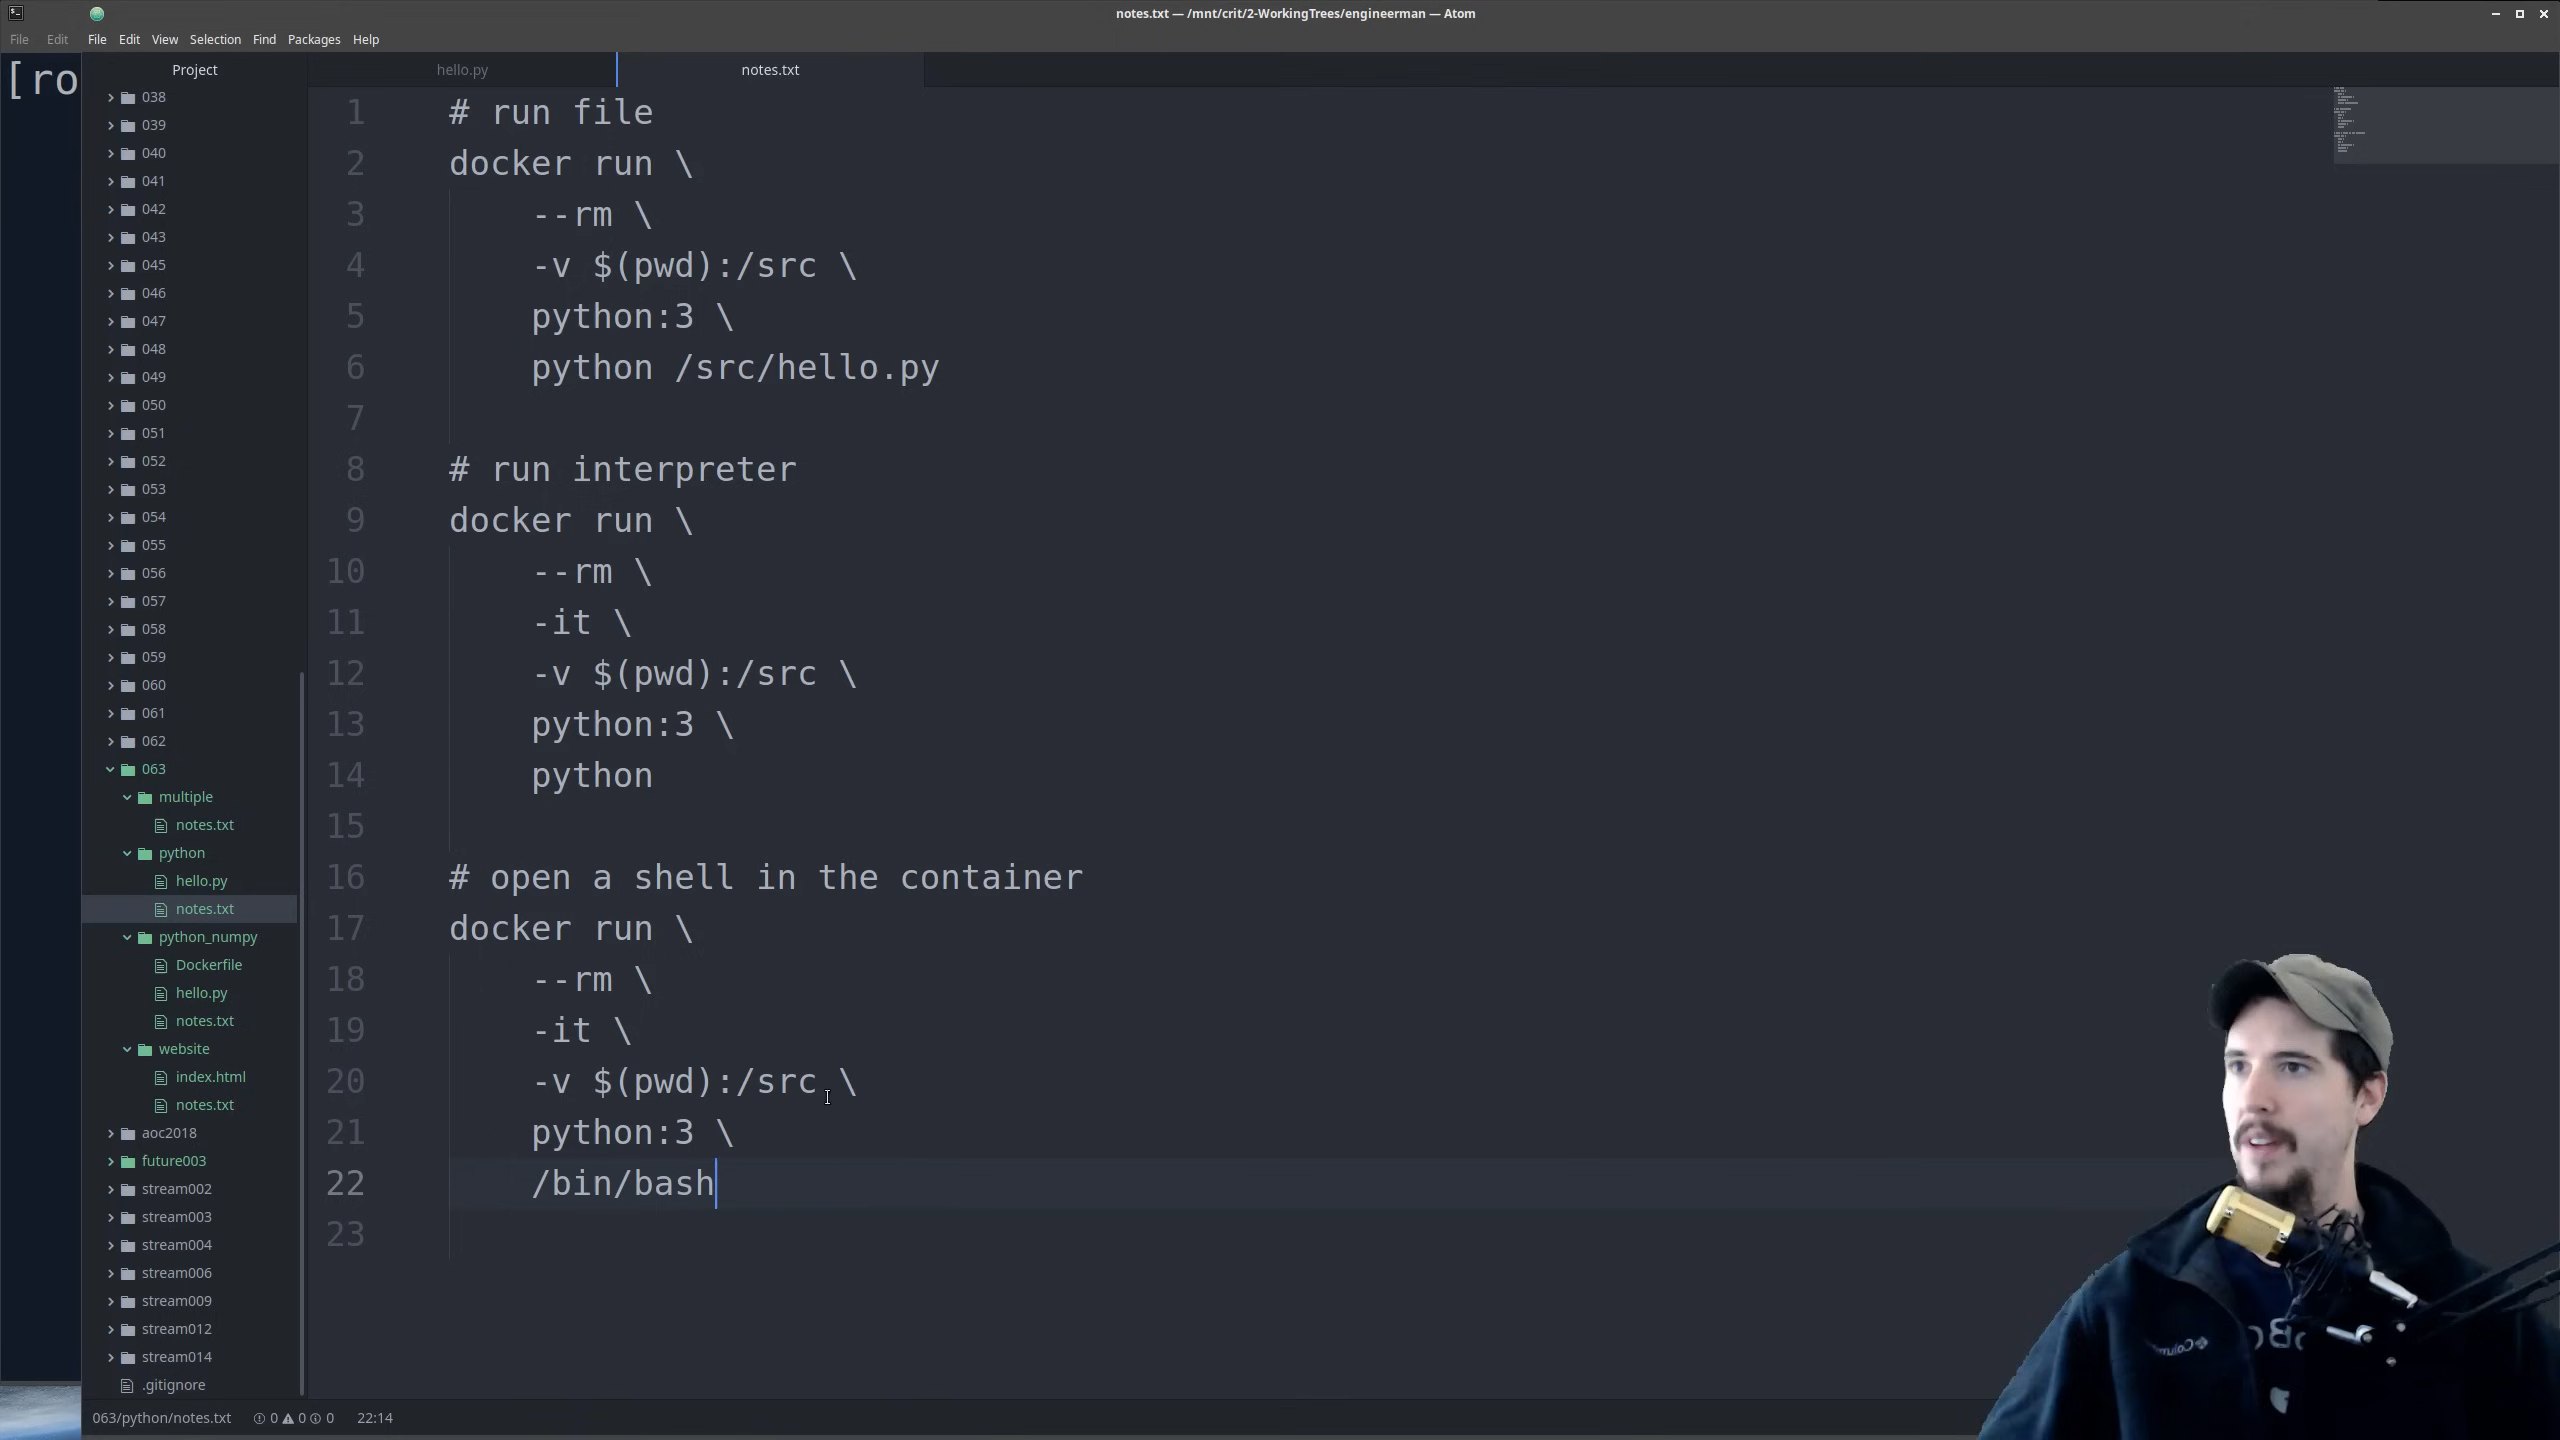 notes.txt — /mnt/crit/2-WorkingTrees/engineerman — Atom
File Edit File Edit View Selection Find Packages Help
[ro
Project
hello.py
notes.txt
038
039
040
041
042
043
045
046
047
048
049
050
051
052
053
054
055
056
057
058
059
060
061
062
063
multiple
notes.txt
python
hello.py
notes.txt
python_numpy
Dockerfile
hello.py
notes.txt
website
index.html
notes.txt
aoc2018
future003
stream002
stream003
stream004
stream006
stream009
stream012
stream014
.gitignore
1 # run file
2 docker run \
3 --rm \
4 -v $(pwd):/src \
5 python:3 \
6 python /src/hello.py
7
8 # run interpreter
9 docker run \
10 --rm \
11 -it \
12 -v $(pwd):/src \
13 python:3 \
14 python
15
16 # open a shell in the container
17 docker run \
18 --rm \
19 -it \
20 -v $(pwd):/src \
21 python:3 \
22 /bin/bash
23
063/python/notes.txt 0 0 0 22:14